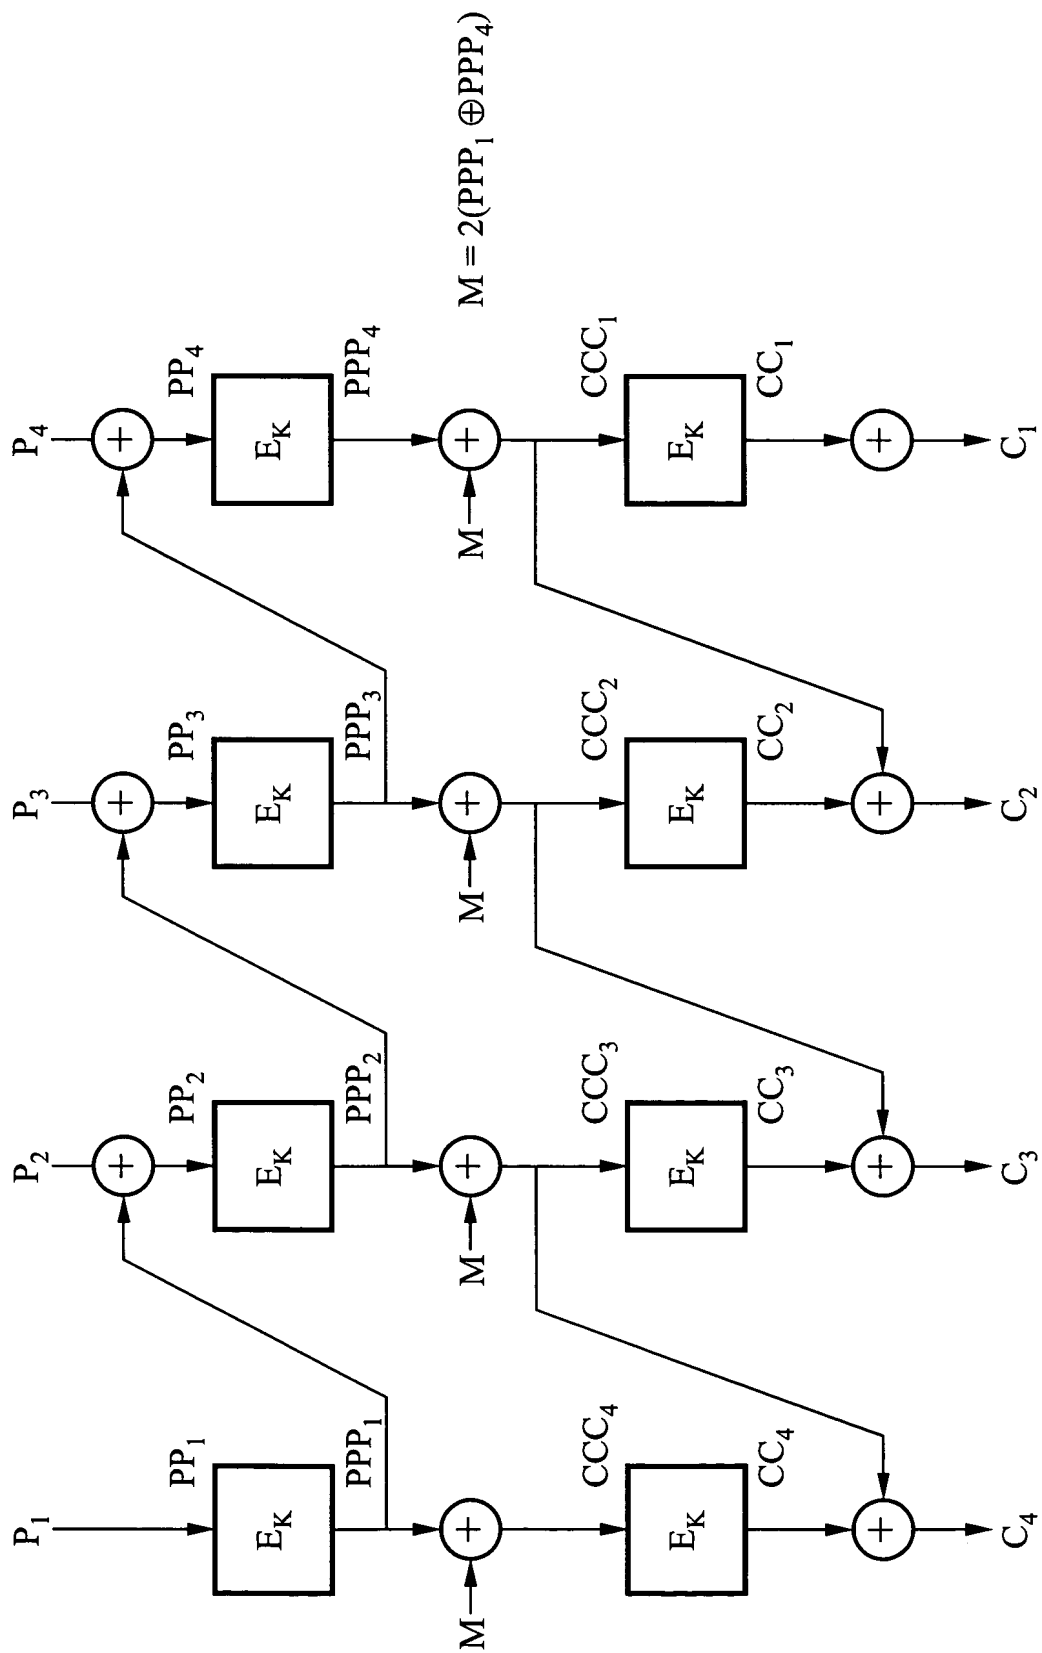 P1 P2 P3 P4
PP1 PP2 PP3 PP4
EK EK EK EK
PPP1 PPP2 PPP3 PPP4
M M M M M = 2(PPP1 ⊕ PPP4)
CCC4 CCC3 CCC2 CCC1
EK EK EK EK
CC4 CC3 CC2 CC1
C4 C3 C2 C1